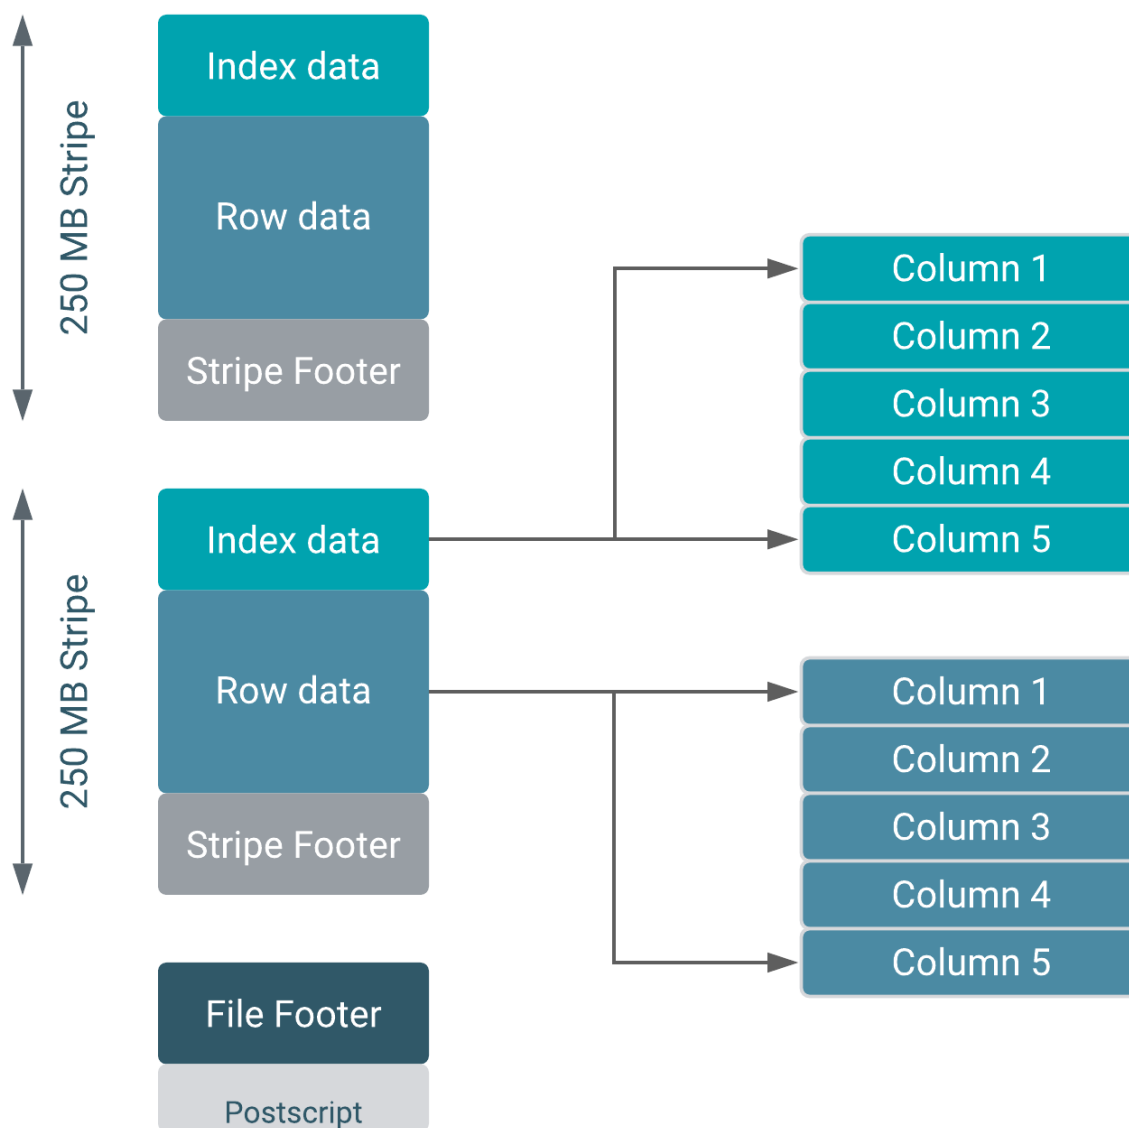 250 MB Stripe
Index data
Row data
Stripe Footer
250 MB Stripe
Index data
Row data
Stripe Footer
File Footer
Postscript
Column 1
Column 2
Column 3
Column 4
Column 5
Column 1
Column 2
Column 3
Column 4
Column 5